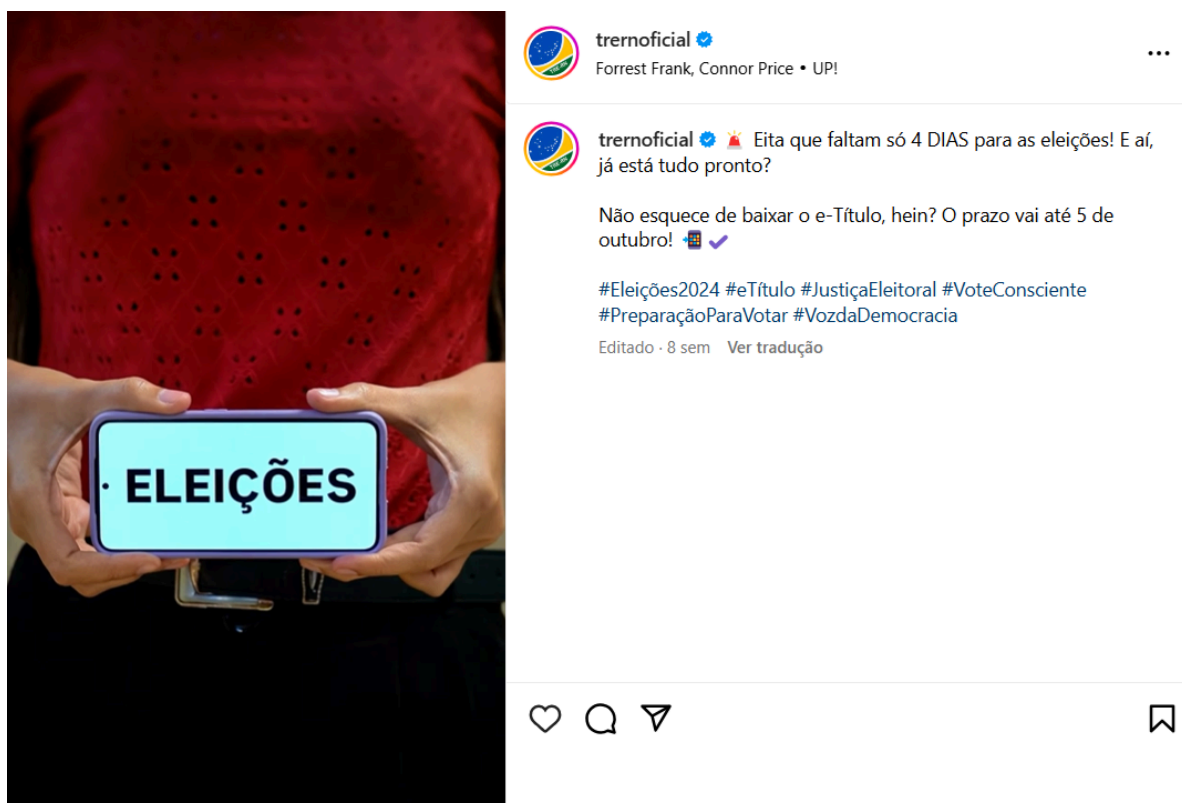 trernoficial
Forrest Frank, Connor Price • UP!
trernoficial 🚨 Eita que faltam só 4 DIAS para as eleições! E aí,
já está tudo pronto?
Não esquece de baixar o e-Título, hein? O prazo vai até 5 de
outubro! 📲 ✔
#Eleições2024 #eTítulo #JustiçaEleitoral #VoteConsciente
#PreparaçãoParaVotar #VozdaDemocracia
Editado · 8 sem Ver tradução
ELEIÇÕES